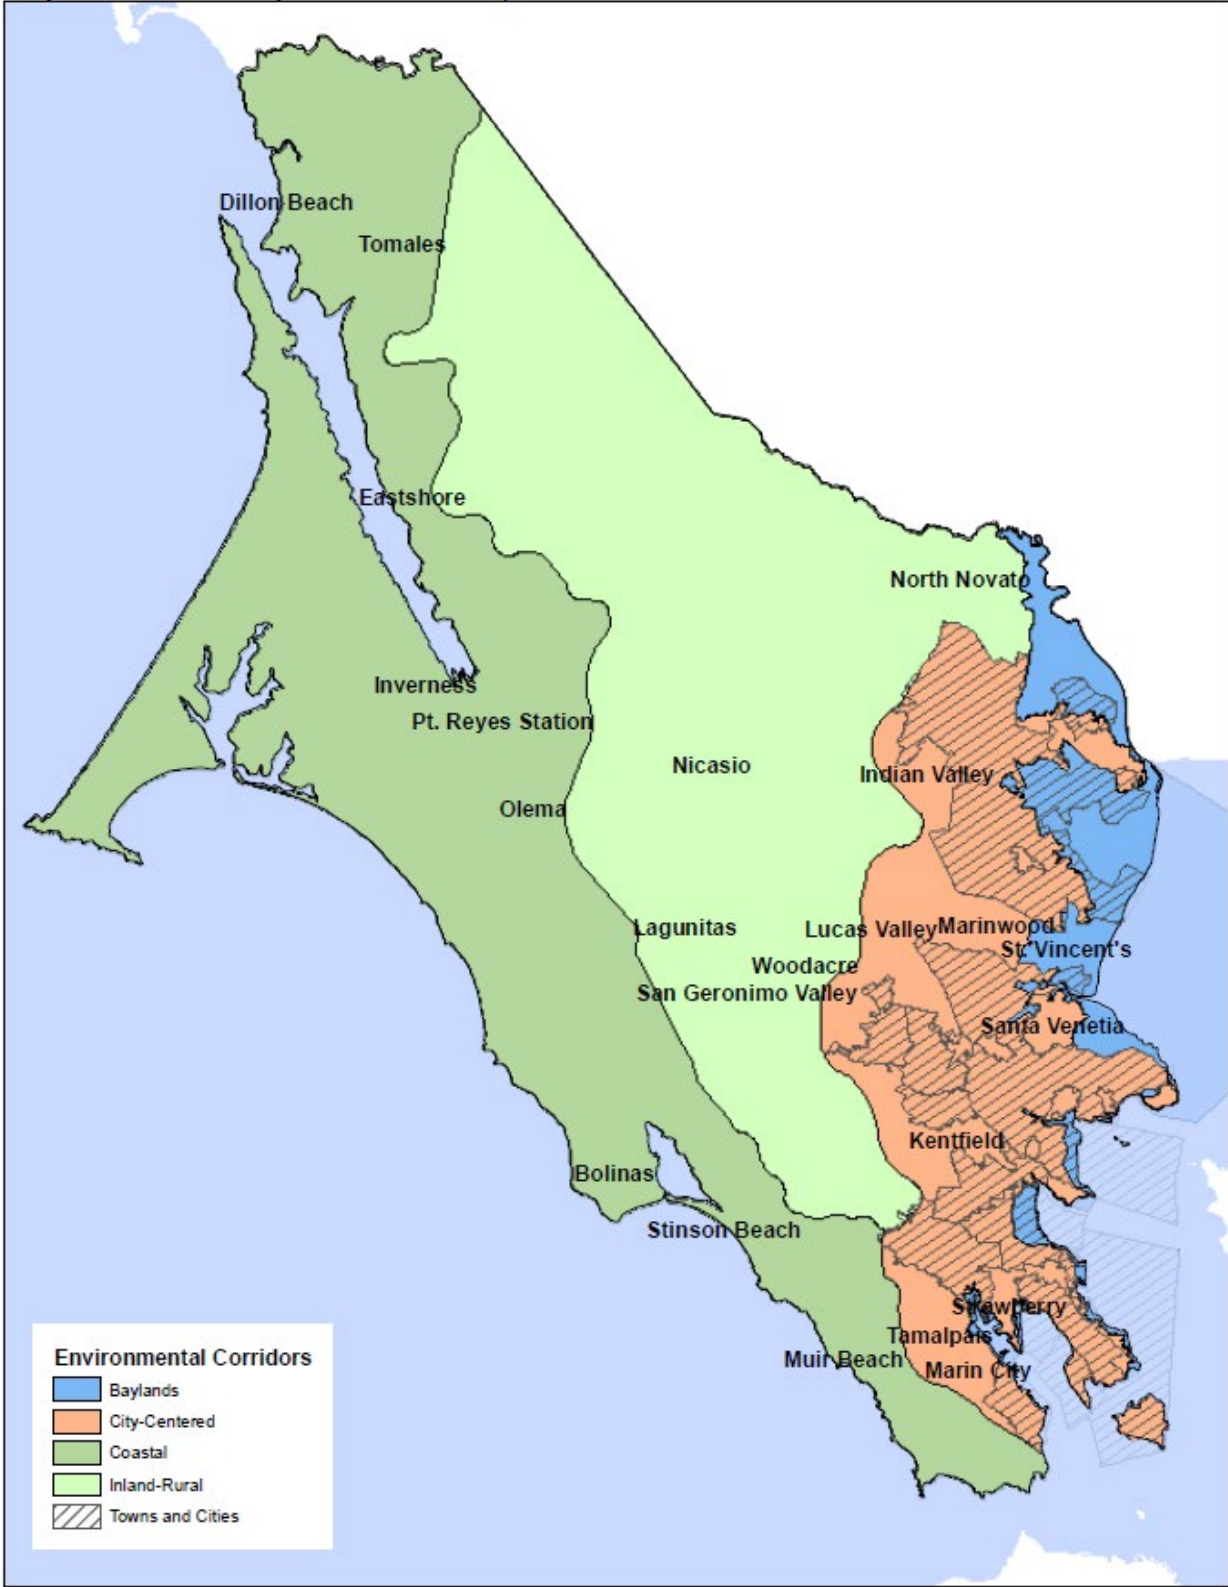 Dillon Beach
Tomales
Eastshore
North Novato
Inverness
Pt. Reyes Station
Nicasio
Indian Valley
Olema
Lagunitas
Lucas Valley
Marinwood
St. Vincent's
Woodacre
San Geronimo Valley
Santa Venetia
Kentfield
Bolinas
Stinson Beach
Strawberry
Tamalpais
Muir Beach
Marin City
Environmental Corridors
Baylands
City-Centered
Coastal
Inland-Rural
Towns and Cities